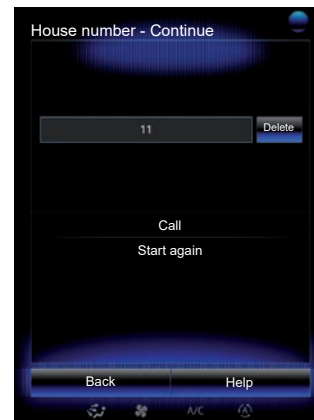 House number - Continue
11 Delete
Call
Start again
Back Help
A/C A